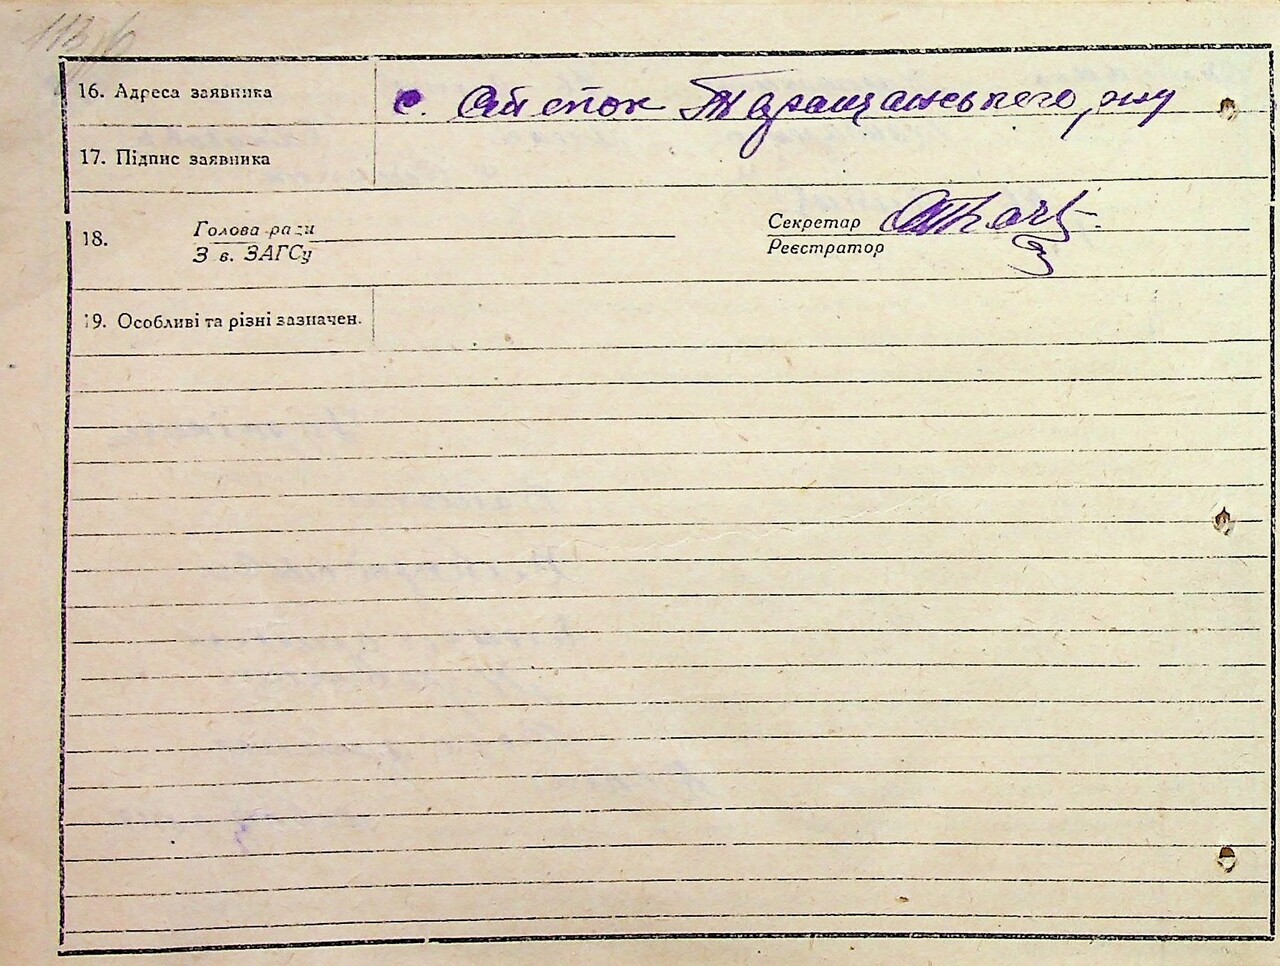 16. Адреса заявника с. Січеток Таращанського, р-ну
17. Підпис заявника
18. Голова ради Секретар
З в. ЗАГСу Реєстратор
19. Особливі та різні зазначен.